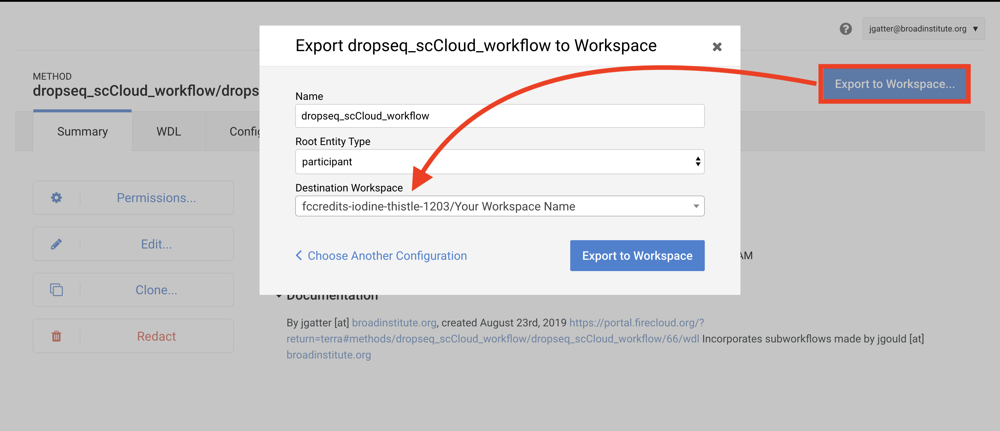 jgatter@broadinstitute.org ▼
Export dropseq_scCloud_workflow to Workspace
METHOD
dropseq_scCloud_workflow/drops
Export to Workspace...
Summary
WDL
Config
Name
dropseq_scCloud_workflow
Root Entity Type
participant
Destination Workspace
fccredits-iodine-thistle-1203/Your Workspace Name
Choose Another Configuration
Export to Workspace
AM
Permissions...
Edit...
Clone...
Redact
Documentation
By jgatter [at] broadinstitute.org, created August 23rd, 2019 https://portal.firecloud.org/?
return=terra#methods/dropseq_scCloud_workflow/dropseq_scCloud_workflow/66/wdl Incorporates subworkflows made by jgould [at]
broadinstitute.org